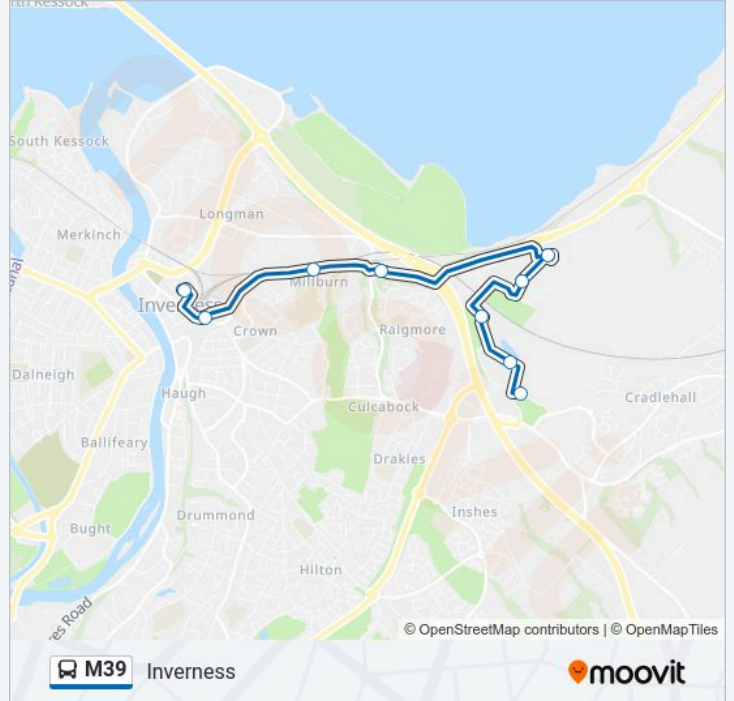 South Kessock
Longman
Merkinch
Millburn
Crown
Raigmore
Dalneigh
Haugh
Culcabock
Cradlehall
Ballifeary
Drakies
Drummond
Inshes
Bught
Hilton
© OpenStreetMap contributors | © OpenMapTiles
M39 Inverness
moovit